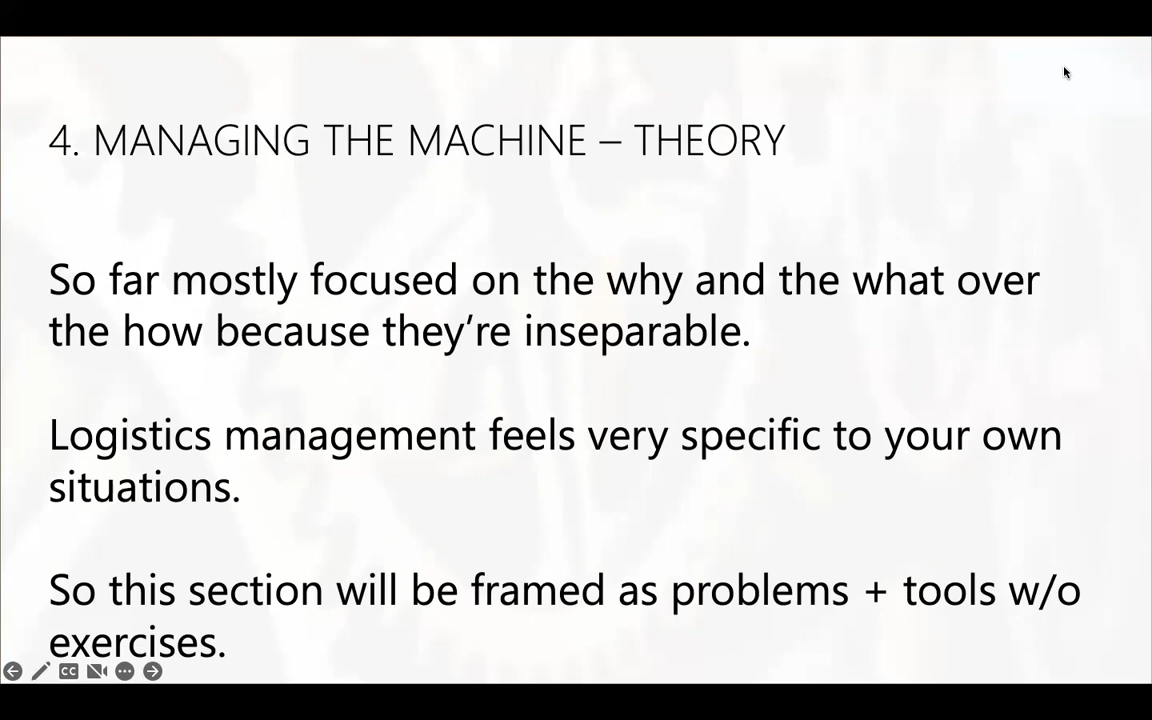 4. MANAGING THE MACHINE – THEORY
So far mostly focused on the why and the what over
the how because they’re inseparable.
Logistics management feels very specific to your own
situations.
So this section will be framed as problems + tools w/o
exercises.
CC